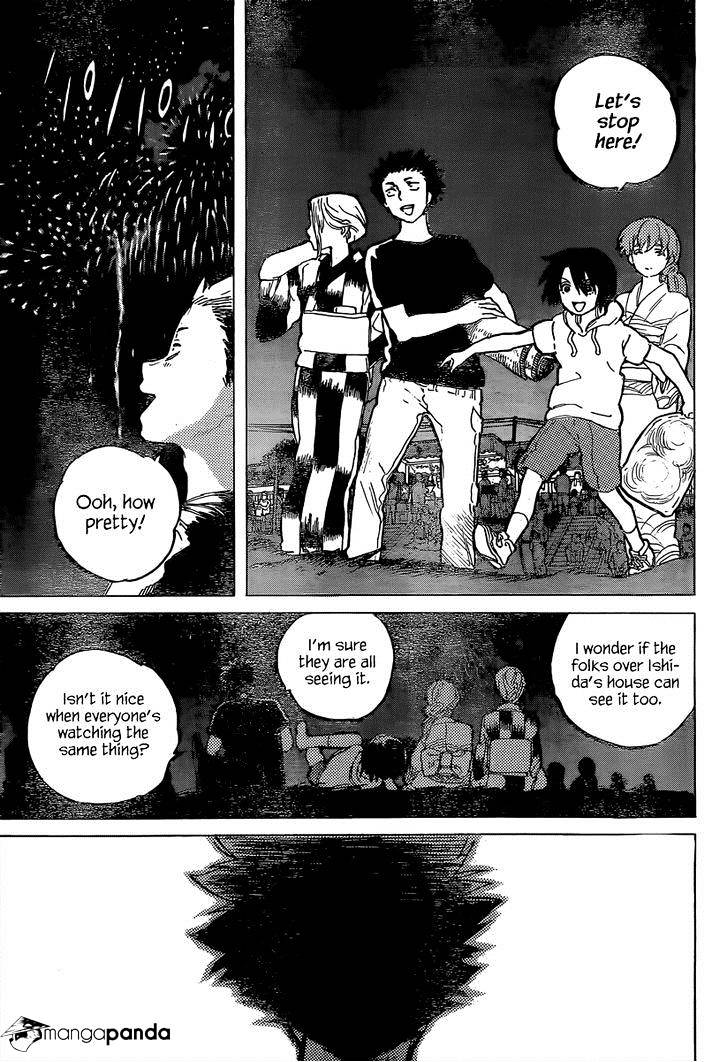 Let's
stop
here!
Ooh, how
pretty!
I wonder if the
folks over Ishi-
da's house can
see it too.
I'm sure
they are all
seeing it.
Isn't it nice
when everyone's
watching the
same thing?
mangapanda